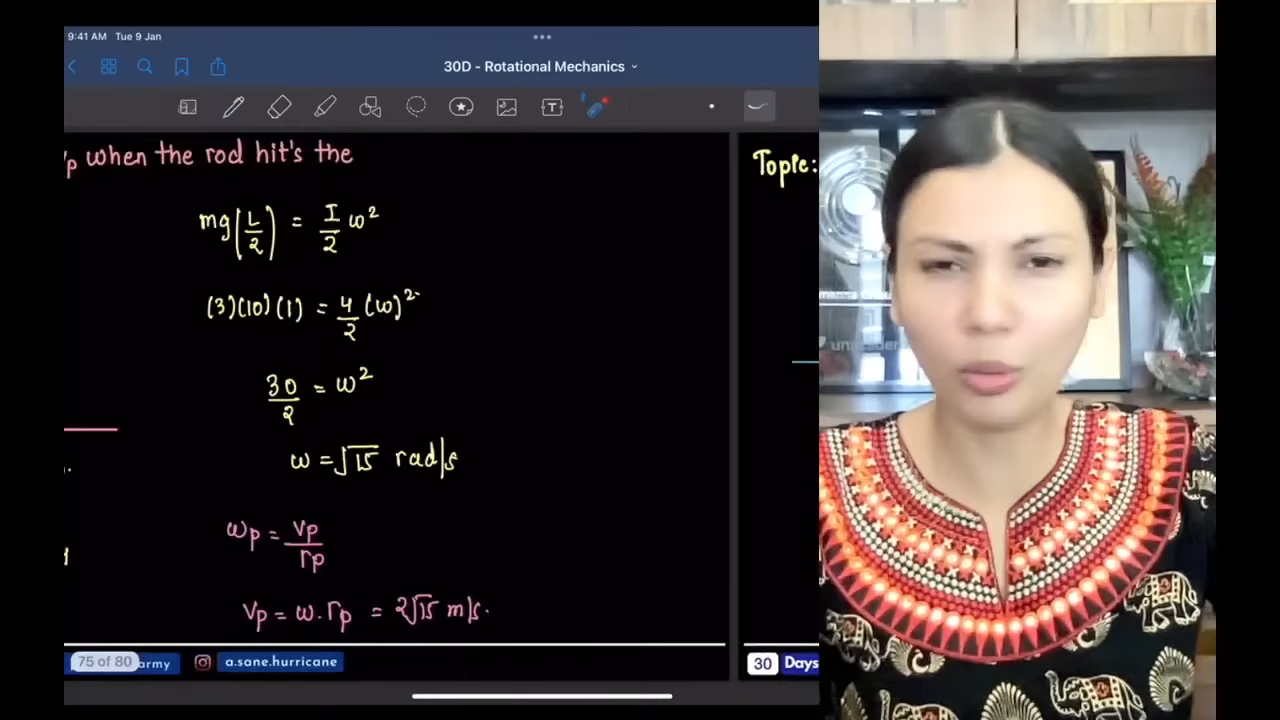 9:41 AM Tue 9 Jan
30D - Rotational Mechanics
p when the rod hit's the
mg(L/2) = I/2 ω²
(3)(10)(1) = 4/2 (ω)²
30/2 = ω²
ω = √15 rad/s
ωp = vp/rp
vp = ω.rp = 2√15 m/s.
75 of 80 army a.sane.hurricane
Topic:
30 Days